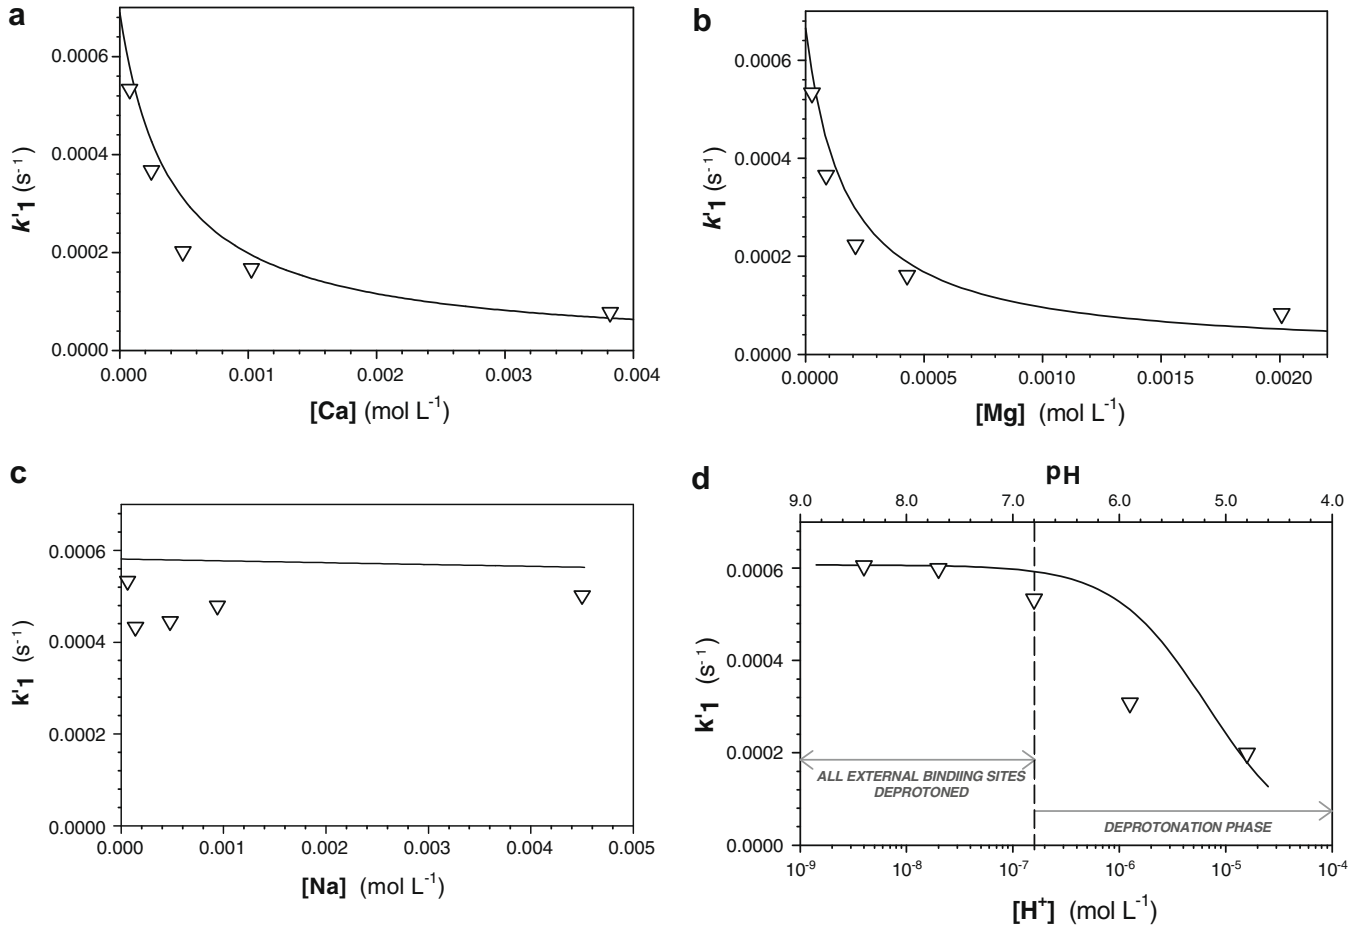 a
0.0006
0.0004
0.0002
0.0000
k'1 (s-1)
0.000 0.001 0.002 0.003 0.004
[Ca] (mol L-1)
b
0.0006
0.0004
0.0002
0.0000
k'1 (s-1)
0.0000 0.0005 0.0010 0.0015 0.0020
[Mg] (mol L-1)
c
0.0006
0.0004
0.0002
0.0000
k'1 (s-1)
0.000 0.001 0.002 0.003 0.004 0.005
[Na] (mol L-1)
d
pH
9.0 8.0 7.0 6.0 5.0 4.0
0.0006
0.0004
0.0002
0.0000
k'1 (s-1)
ALL EXTERNAL BINDIING SITES
DEPROTONED
DEPROTONATION PHASE
10-9 10-8 10-7 10-6 10-5 10-4
[H+] (mol L-1)